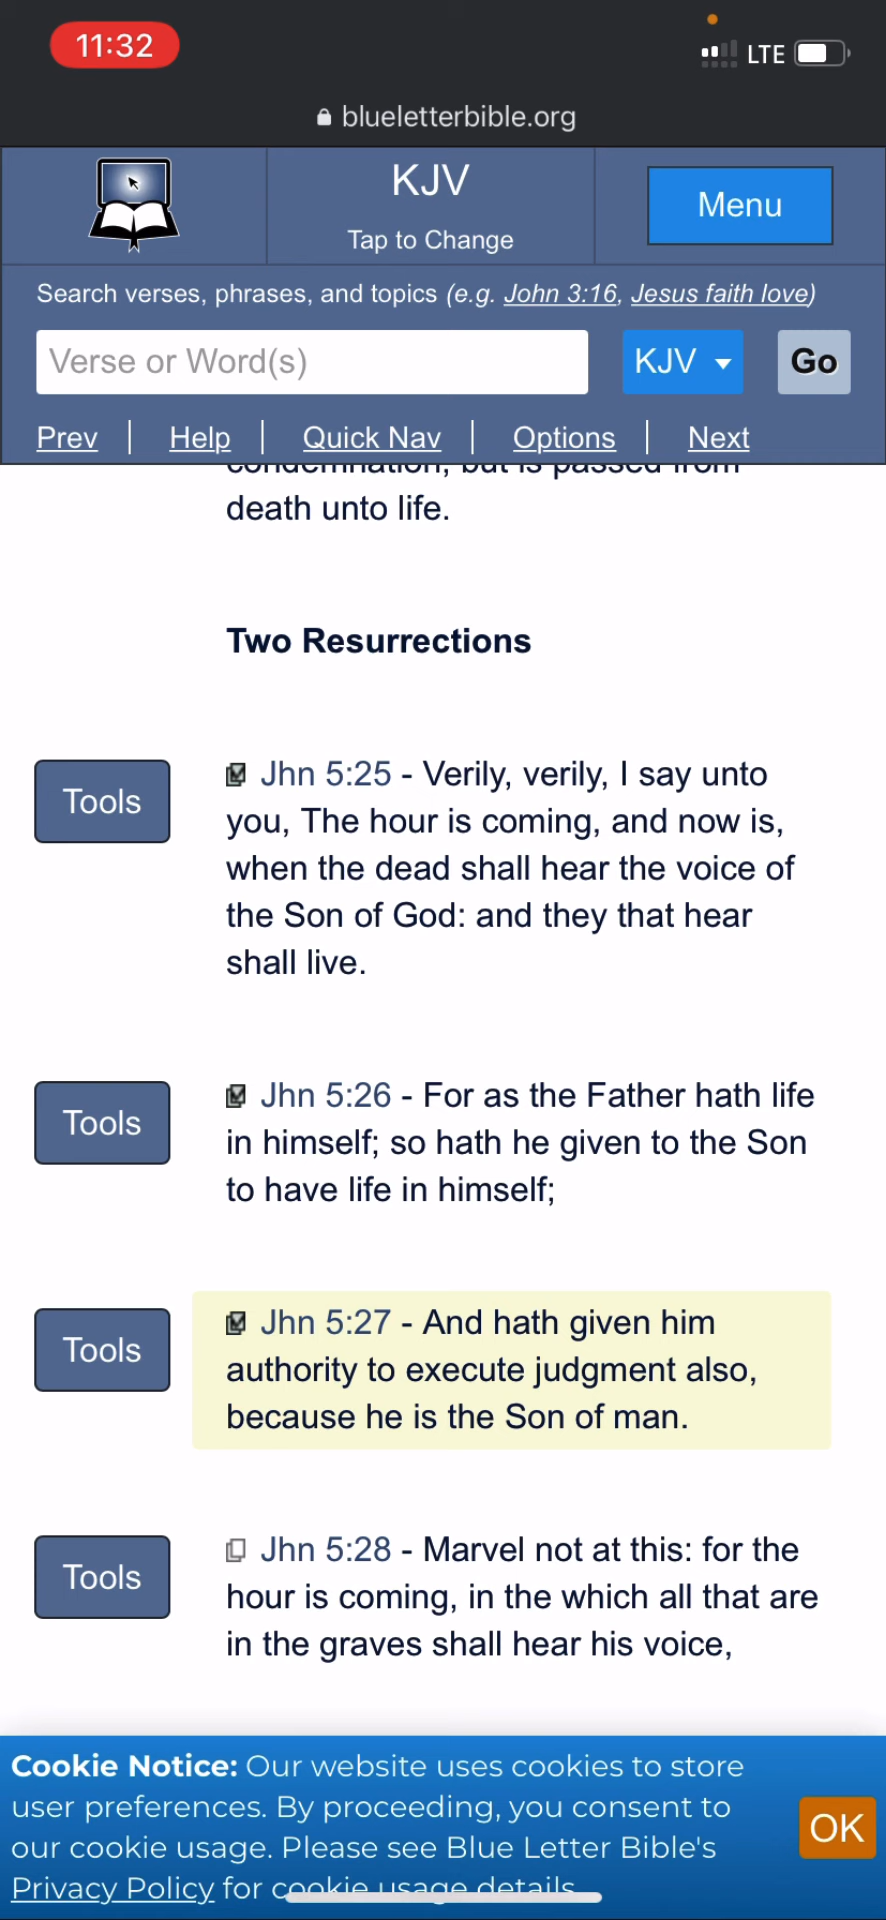 11:32
LTE
blueletterbible.org
KJV
Tap to Change
Menu
Search verses, phrases, and topics (e.g. John 3:16, Jesus faith love)
Verse or Word(s)
KJV
Go
Prev | Help | Quick Nav | Options | Next
condemnation, but is passed from
death unto life.
Two Resurrections
Tools
Jhn 5:25 - Verily, verily, I say unto
you, The hour is coming, and now is,
when the dead shall hear the voice of
the Son of God: and they that hear
shall live.
Tools
Jhn 5:26 - For as the Father hath life
in himself; so hath he given to the Son
to have life in himself;
Tools
Jhn 5:27 - And hath given him
authority to execute judgment also,
because he is the Son of man.
Tools
Jhn 5:28 - Marvel not at this: for the
hour is coming, in the which all that are
in the graves shall hear his voice,
Cookie Notice: Our website uses cookies to store
user preferences. By proceeding, you consent to
our cookie usage. Please see Blue Letter Bible's
Privacy Policy for cookie usage details.
OK